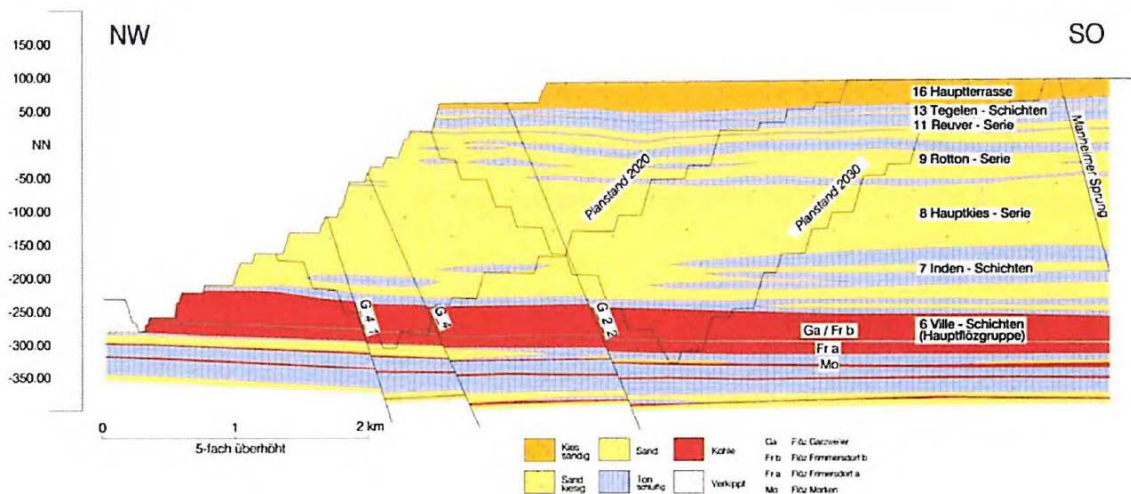 NW
SO
150.00
100.00
50.00
NN
-50.00
-100.00
-150.00
-200.00
-250.00
-300.00
-350.00
16 Hauptterrasse
13 Tegelen - Schichten
11 Reuver - Serie
9 Rotton - Serie
8 Hauptkies - Serie
7 Inden - Schichten
6 Ville - Schichten
(Hauptflözgruppe)
Ga / Fr b
Fr a
Mo
Planstand 2020
Planstand 2030
Manheimer Sprung
G 4 1
G 4
G 2 2
0 1 2 km
5-fach überhöht
Kies sandig
Sand
Kohle
Sand kiesig
Ton schluffig
Verkippt
Ga Flöz Garzweiler
Fr b Flöz Frimmersdorf b
Fr a Flöz Frimersdorf a
Mo Flöz Morken